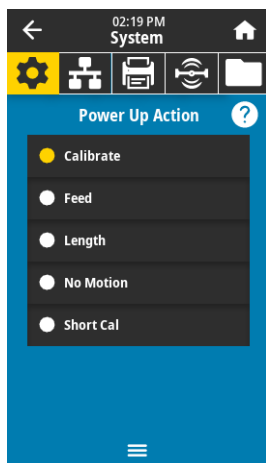 02:19 PM
System
Power Up Action
?
Calibrate
Feed
Length
No Motion
Short Cal